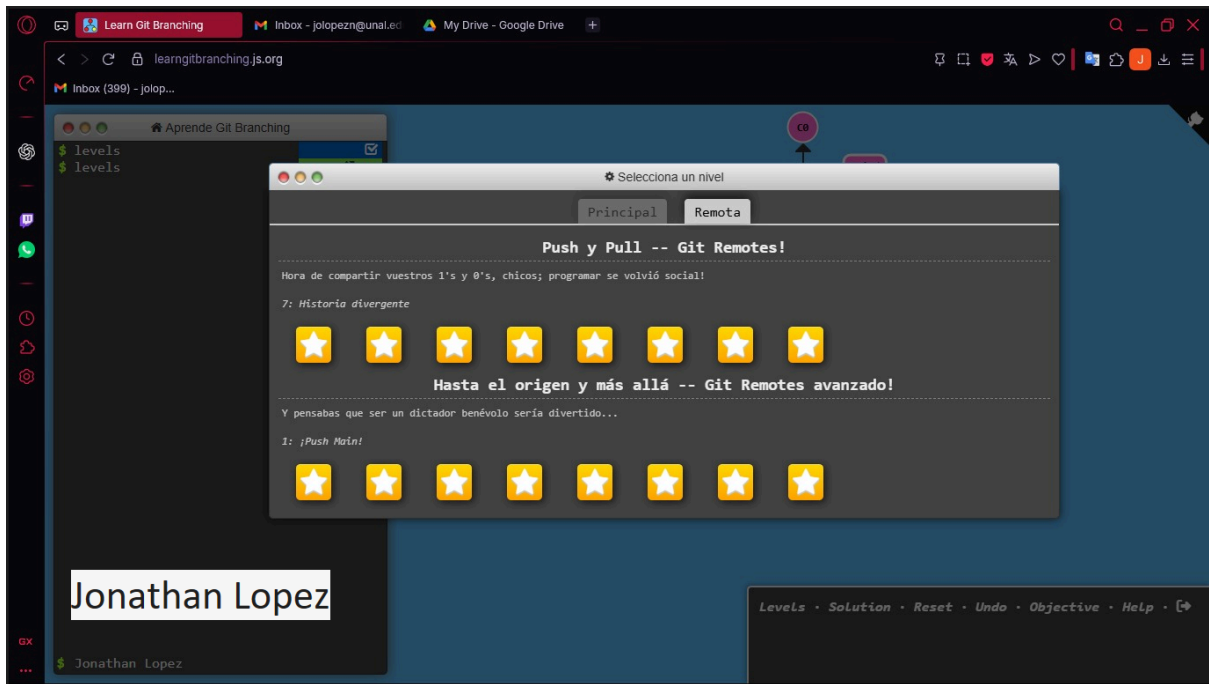 Learn Git Branching
Inbox - jolopezn@unal.ed
My Drive - Google Drive
learngitbranching.js.org
J
Inbox (399) - jolop...
Aprende Git Branching
$ levels
$ levels
C0
Selecciona un nivel
Principal
Remota
Push y Pull -- Git Remotes!
Hora de compartir vuestros 1's y 0's, chicos; programar se volvió social!
7: Historia divergente
Hasta el origen y más allá -- Git Remotes avanzado!
Y pensabas que ser un dictador benévolo sería divertido...
1: ¡Push Main!
Jonathan Lopez
Levels · Solution · Reset · Undo · Objective · Help ·
GX
$ Jonathan Lopez